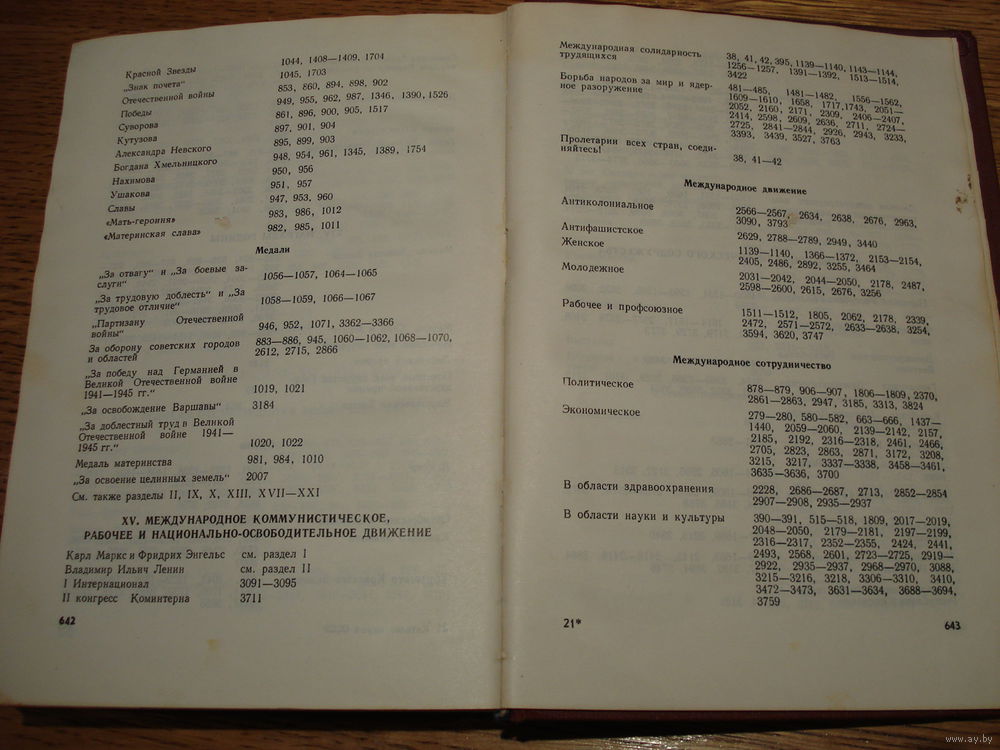 Красной Звезды 1044, 1408—1409, 1704
„Знак почета“ 1045, 1703
Отечественной войны 853, 860, 894, 898, 902
Победы 949, 955, 962, 987, 1346, 1390, 1526
Суворова 861, 896, 900, 905, 1517
Кутузова 897, 901, 904
Александра Невского 895, 899, 903
Богдана Хмельницкого 948, 954, 961, 1345, 1389, 1754
Нахимова 950, 956
Ушакова 951, 957
Славы 947, 953, 960
«Мать-героиня» 983, 986, 1012
«Материнская слава» 982, 985, 1011
Медали
„За отвагу“ и „За боевые за-
слуги“ 1056—1057, 1064—1065
„За трудовую доблесть“ и „За
трудовое отличие“ 1058—1059, 1066—1067
„Партизану Отечественной
войны“ 946, 952, 1071, 3362—3366
За оборону советских городов 883—886, 945, 1060—1062, 1068—1070,
и областей 2612, 2715, 2866
„За победу над Германией в
Великой Отечественной войне
1941—1945 гг.“ 1019, 1021
„За освобождение Варшавы“ 3184
„За доблестный труд в Великой
Отечественной войне 1941—
1945 гг.“ 1020, 1022
Медаль материнства 981, 984, 1010
„За освоение целинных земель“ 2007
См. также разделы II, IX, X, XIII, XVII—XXI
XV. МЕЖДУНАРОДНОЕ КОММУНИСТИЧЕСКОЕ,
РАБОЧЕЕ И НАЦИОНАЛЬНО-ОСВОБОДИТЕЛЬНОЕ ДВИЖЕНИЕ
Карл Маркс и Фридрих Энгельс см. раздел I
Владимир Ильич Ленин см. раздел II
I Интернационал 3091—3095
II конгресс Коминтерна 3711
642
Международная солидарность
трудящихся 38, 41, 42, 395, 1139—1140, 1143—1144,
1256—1257, 1391—1392, 1513—1514,
3422
Борьба народов за мир и ядер-
ное разоружение 481—485, 1481—1482, 1556—1562,
1609—1610, 1658, 1717, 1743, 2051—
2052, 2160, 2171, 2309, 2406—2407,
2414, 2598, 2609, 2636, 2711, 2724—
2725, 2841—2844, 2926, 2943, 3233,
3393, 3439, 3527, 3763
Пролетарии всех стран, соеди-
няйтесь! 38, 41—42
Международное движение
Антиколониальное 2566—2567, 2634, 2638, 2676, 2963,
3090, 3793
Антифашистское 2629, 2788—2789, 2949, 3440
Женское 1139—1140, 1366—1372, 2153—2154,
2405, 2486, 2892, 3255, 3464
Молодежное 2031—2042, 2044—2050, 2178, 2487,
2598—2600, 2615, 2676, 3256
Рабочее и профсоюзное 1511—1512, 1805, 2062, 2178, 2339,
2472, 2571—2572, 2633—2638, 3254,
3594, 3620, 3747
Международное сотрудничество
Политическое 878—879, 906—907, 1806—1809, 2370,
2861—2863, 2947, 3185, 3313, 3824
Экономическое 279—280, 580—582, 663—666, 1437—
1440, 2059—2060, 2139—2142, 2157,
2185, 2192, 2316—2318, 2461, 2466,
2705, 2823, 2863, 2871, 3172, 3208,
3215, 3217, 3337—3338, 3458—3461,
3635—3636, 3700
В области здравоохранения 2228, 2686—2687, 2713, 2852—2854
2907—2908, 2935—2937
В области науки и культуры 390—391, 515—518, 1809, 2017—2019,
2048—2050, 2179—2181, 2197—2199,
2316—2317, 2352—2355, 2424, 2441,
2493, 2568, 2601, 2723—2725, 2919—
2922, 2935—2937, 2968—2970, 3088,
3215—3216, 3218, 3306—3310, 3410,
3472—3473, 3631—3634, 3688—3694,
3759
21* 643
www.ay.by